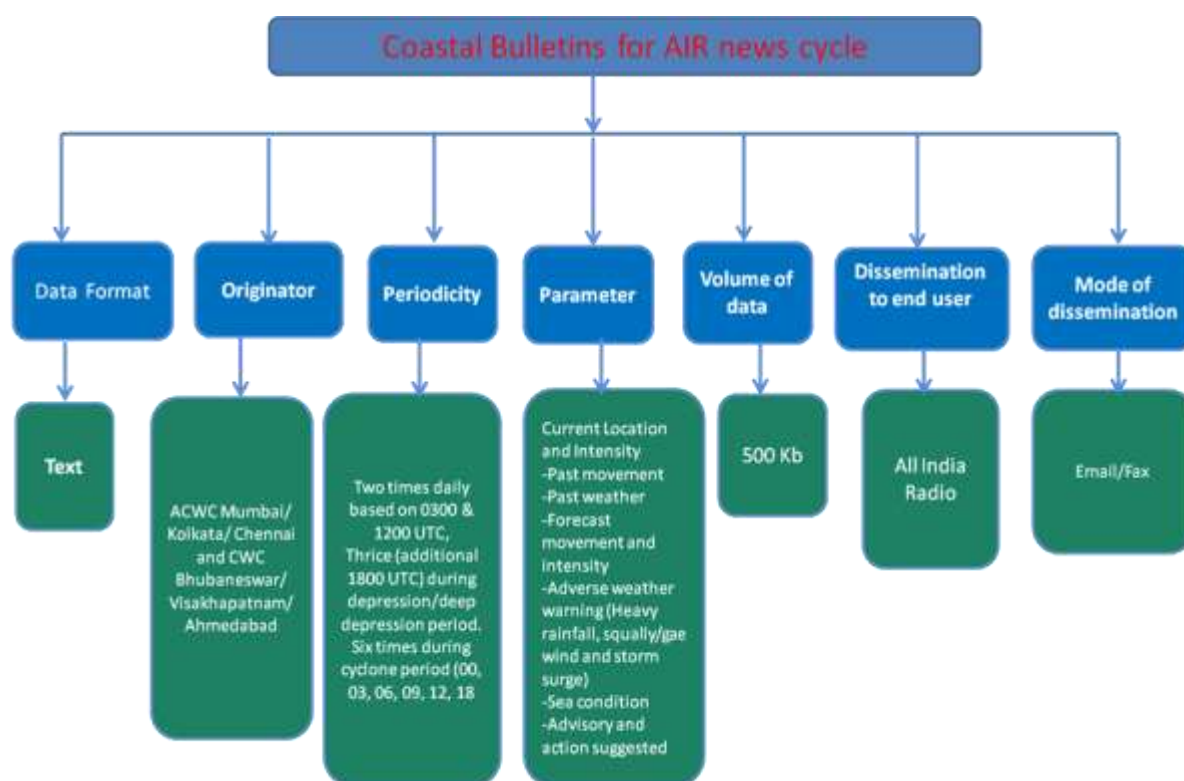 Coastal Bulletins for AIR news cycle
Data Format
Originator
Periodicity
Parameter
Volume of
data
Dissemination
to end user
Mode of
dissemination
Text
ACWC Mumbai/
Kolkata/ Chennai
and CWC
Bhubaneswar/
Visakhapatnam/
Ahmedabad
Two times daily
based on 0300 &
1200 UTC,
Thrice (additional
1800 UTC) during
depression/deep
depression period.
Six times during
cyclone period (00,
03, 06, 09, 12, 18
Current Location
and Intensity
-Past movement
-Past weather
-Forecast
movement and
intensity
-Adverse weather
warning (Heavy
rainfall, squally/gae
wind and storm
surge)
-Sea condition
-Advisory and
action suggested
500 Kb
All India
Radio
Email/Fax